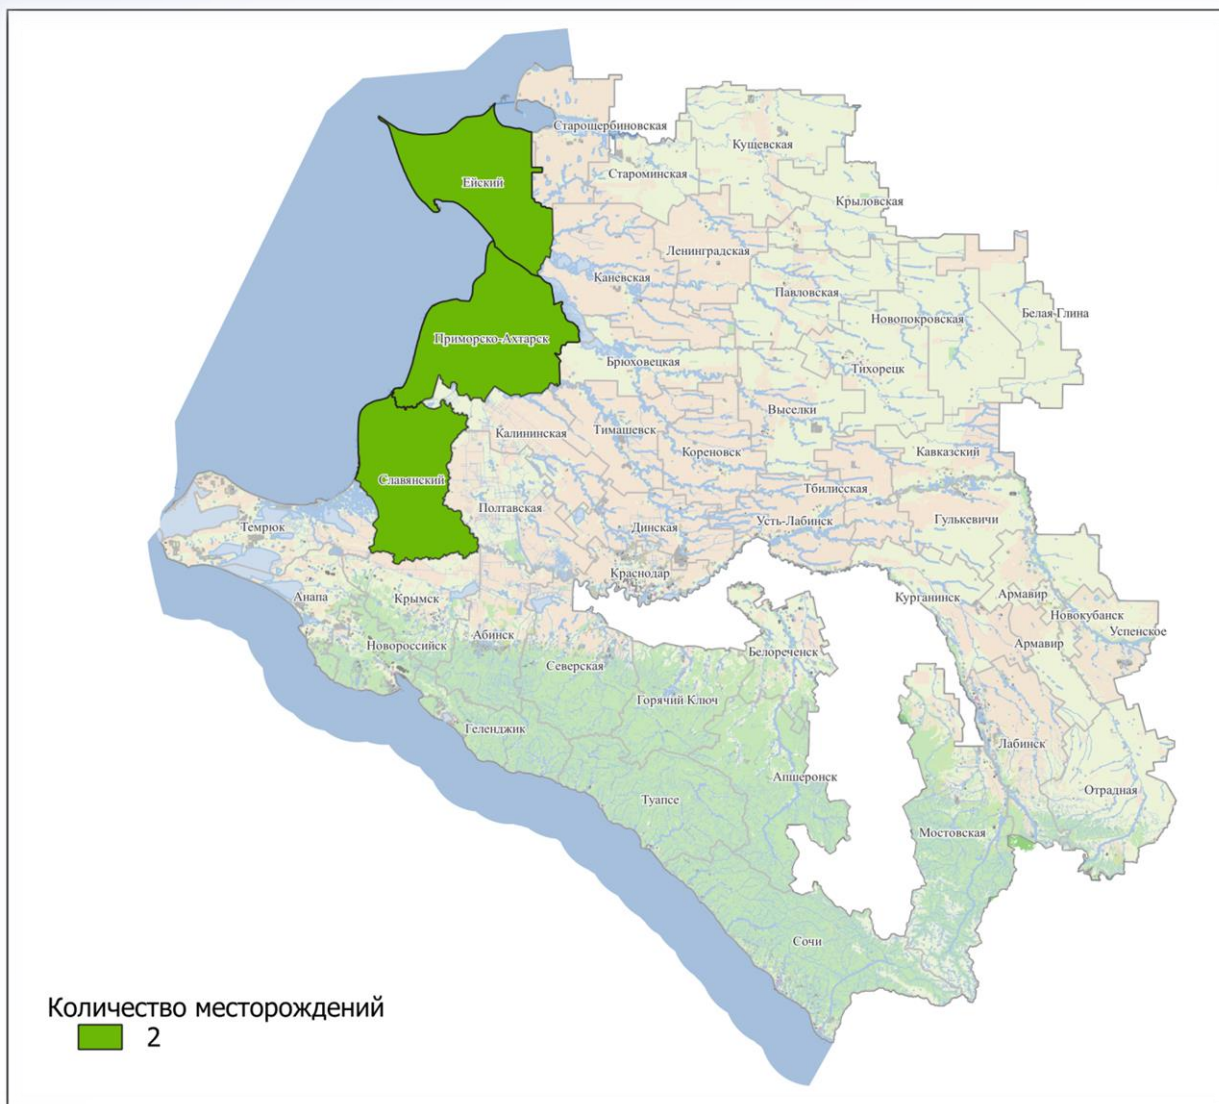 Старощербиновская
Кущевская
Староминская
Ейский
Крыловская
Ленинградская
Каневская
Павловская
Новопокровская
Белая Глина
Приморско-Ахтарск
Брюховецкая
Тихорецк
Выселки
Калининская
Тимашевск
Кореновск
Кавказский
Славянский
Тбилисская
Полтавская
Темрюк
Динская
Усть-Лабинск
Гулькевичи
Краснодар
Анапа
Крымск
Курганинск
Армавир
Новокубанск
Абинск
Новороссийск
Армавир
Успенское
Северская
Белореченск
Горячий Ключ
Геленджик
Лабинск
Апшеронск
Отрадная
Туапсе
Мостовская
Сочи
Количество месторождений
2